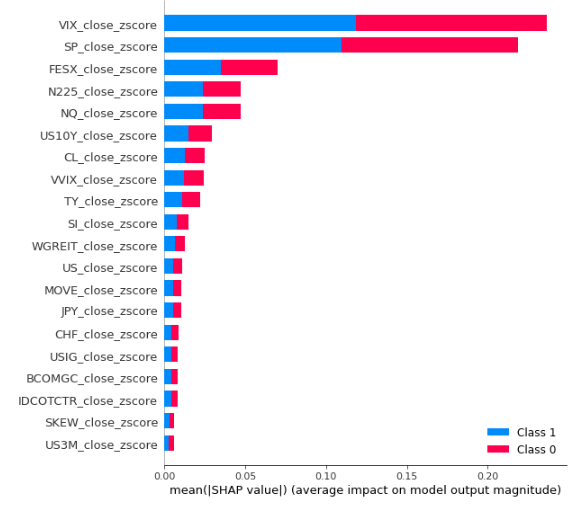 VIX_close_zscore
SP_close_zscore
FESX_close_zscore
N225_close_zscore
NQ_close_zscore
US10Y_close_zscore
CL_close_zscore
VVIX_close_zscore
TY_close_zscore
SI_close_zscore
WGREIT_close_zscore
US_close_zscore
MOVE_close_zscore
JPY_close_zscore
CHF_close_zscore
USIG_close_zscore
BCOMGC_close_zscore
IDCOTCTR_close_zscore
SKEW_close_zscore
US3M_close_zscore
Class 1
Class 0
0.00 0.05 0.10 0.15 0.20
mean(|SHAP value|) (average impact on model output magnitude)